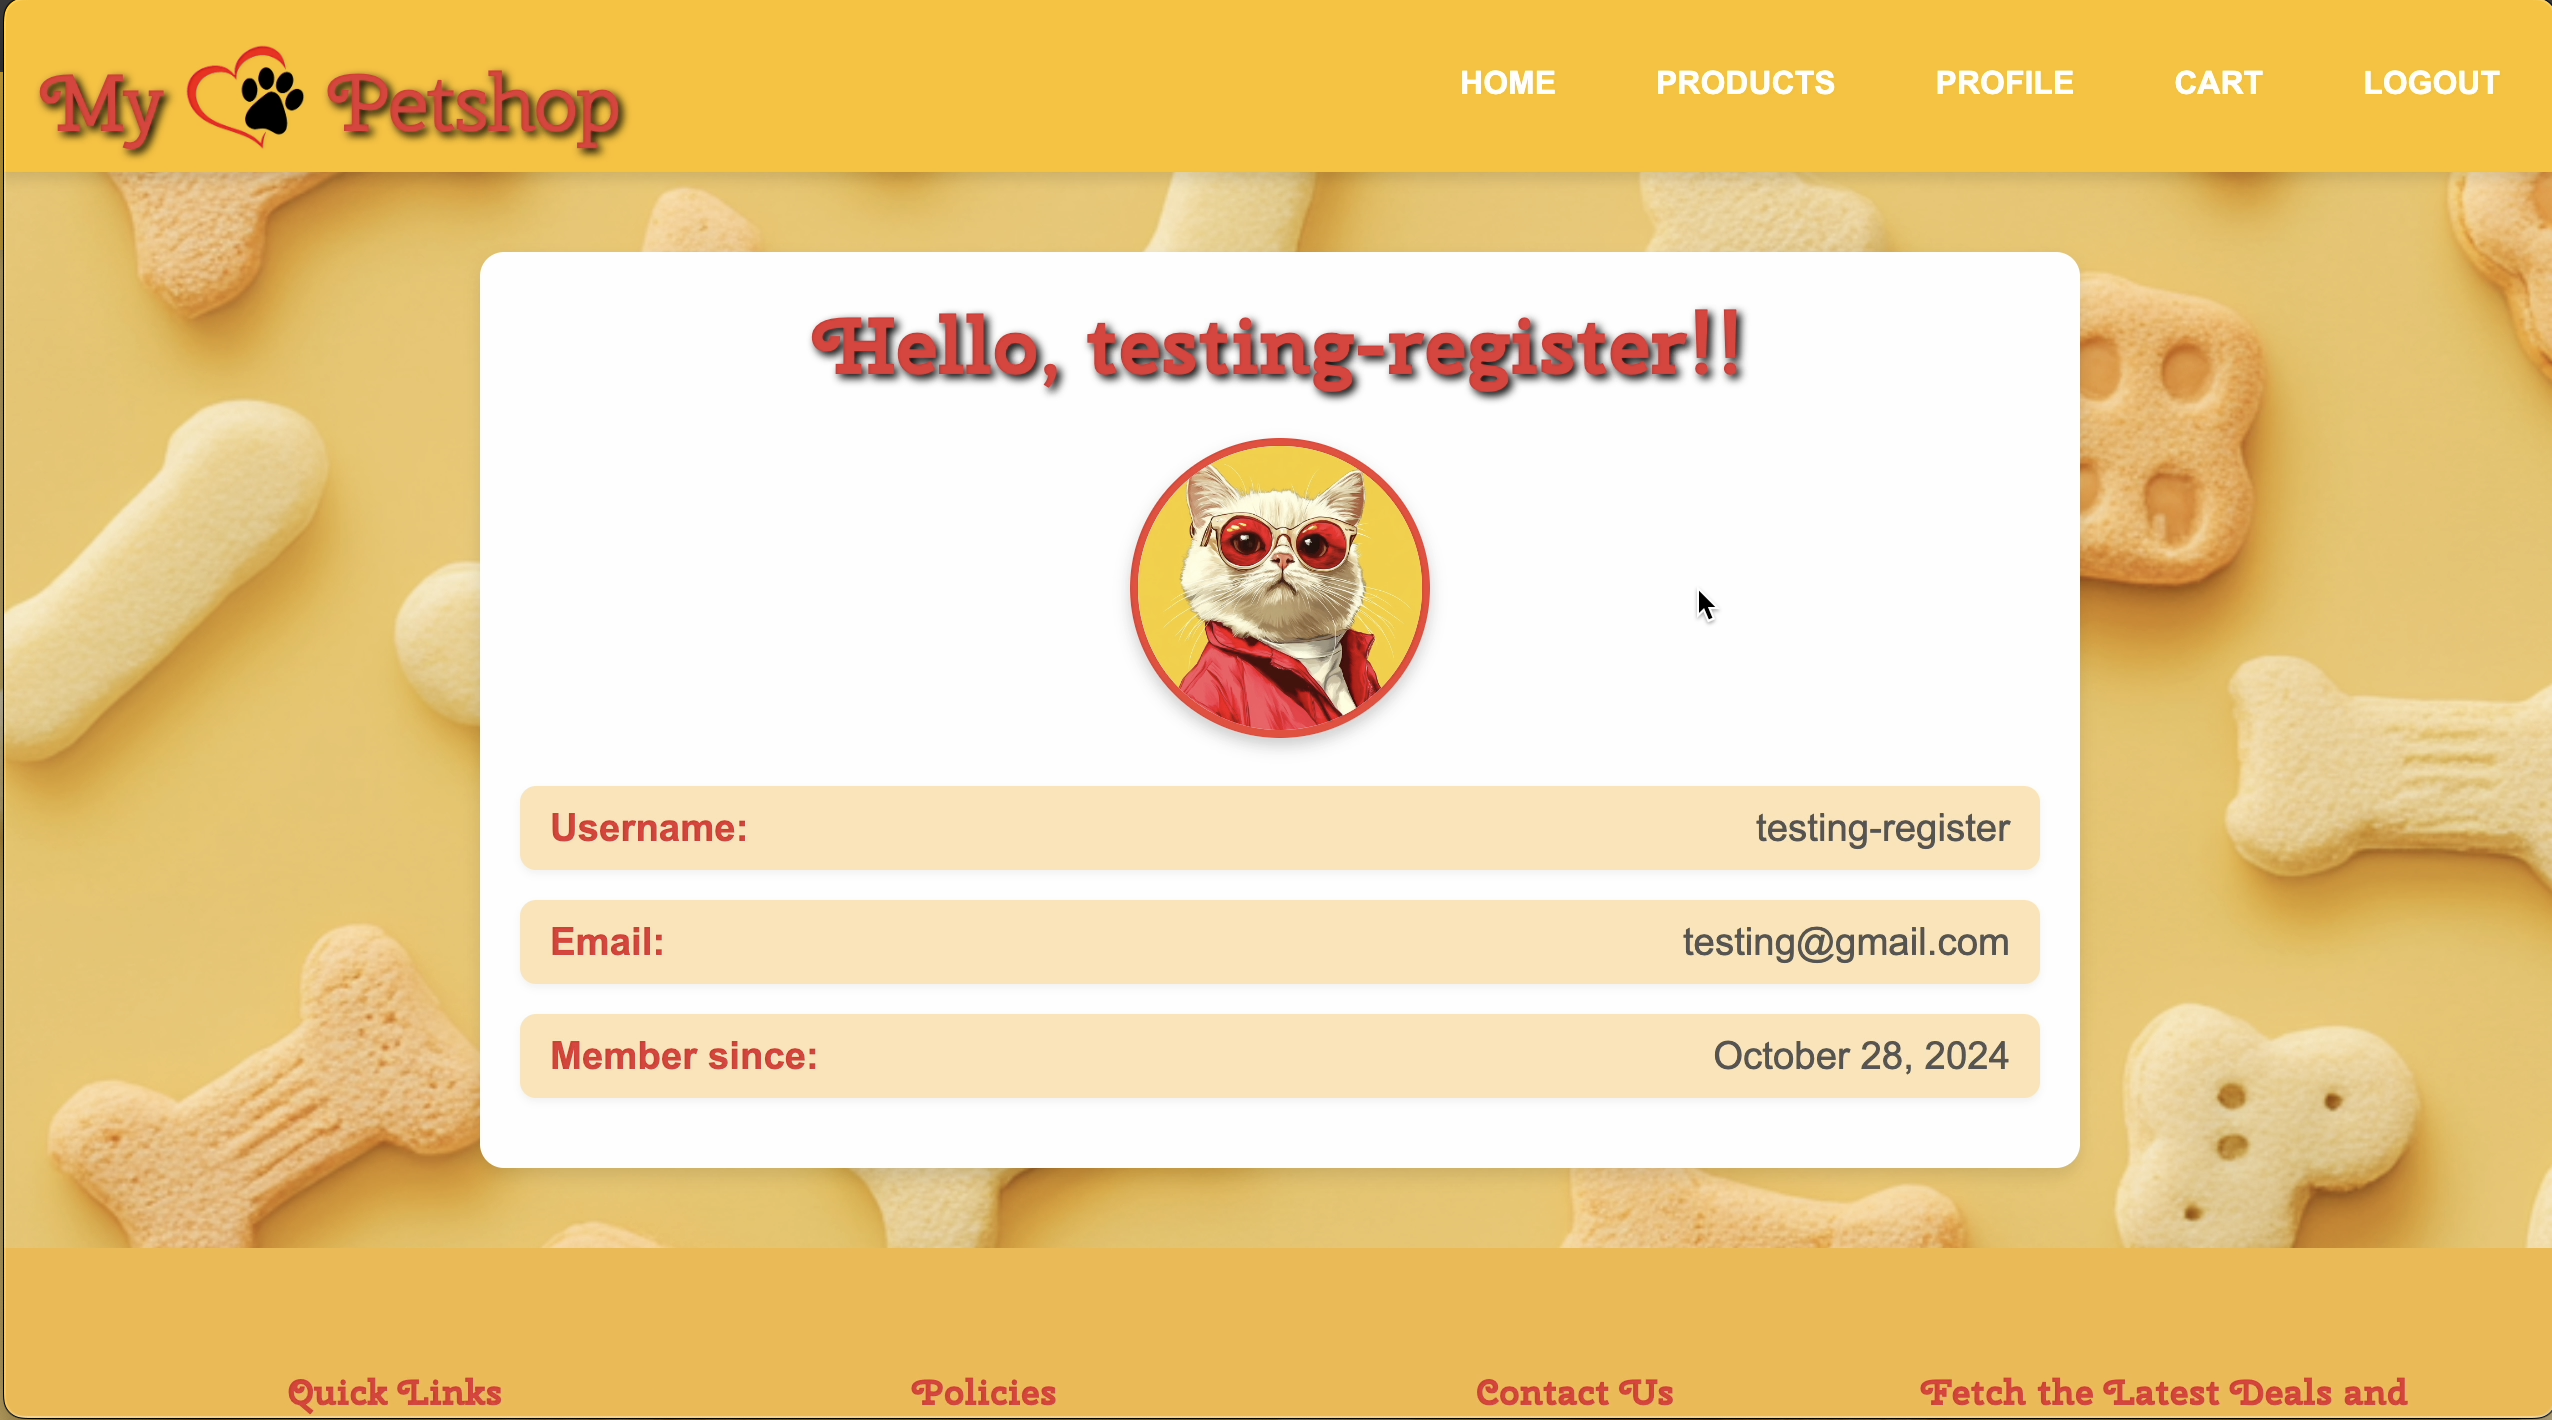 My Petshop
HOME PRODUCTS PROFILE CART LOGOUT
Hello, testing-register!!
Username: testing-register
Email: testing@gmail.com
Member since: October 28, 2024
Quick Links Policies Contact Us Fetch the Latest Deals and